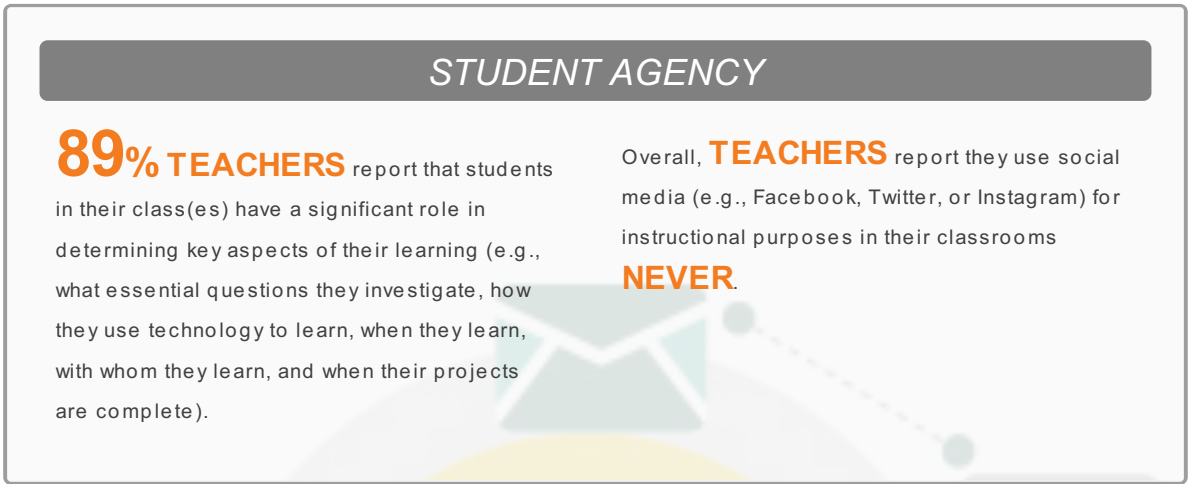 STUDENT AGENCY
89% TEACHERS report that students
in their class(es) have a significant role in
determining key aspects of their learning (e.g.,
what essential questions they investigate, how
they use technology to learn, when they learn,
with whom they learn, and when their projects
are complete).
Overall, TEACHERS report they use social
media (e.g., Facebook, Twitter, or Instagram) for
instructional purposes in their classrooms
NEVER.